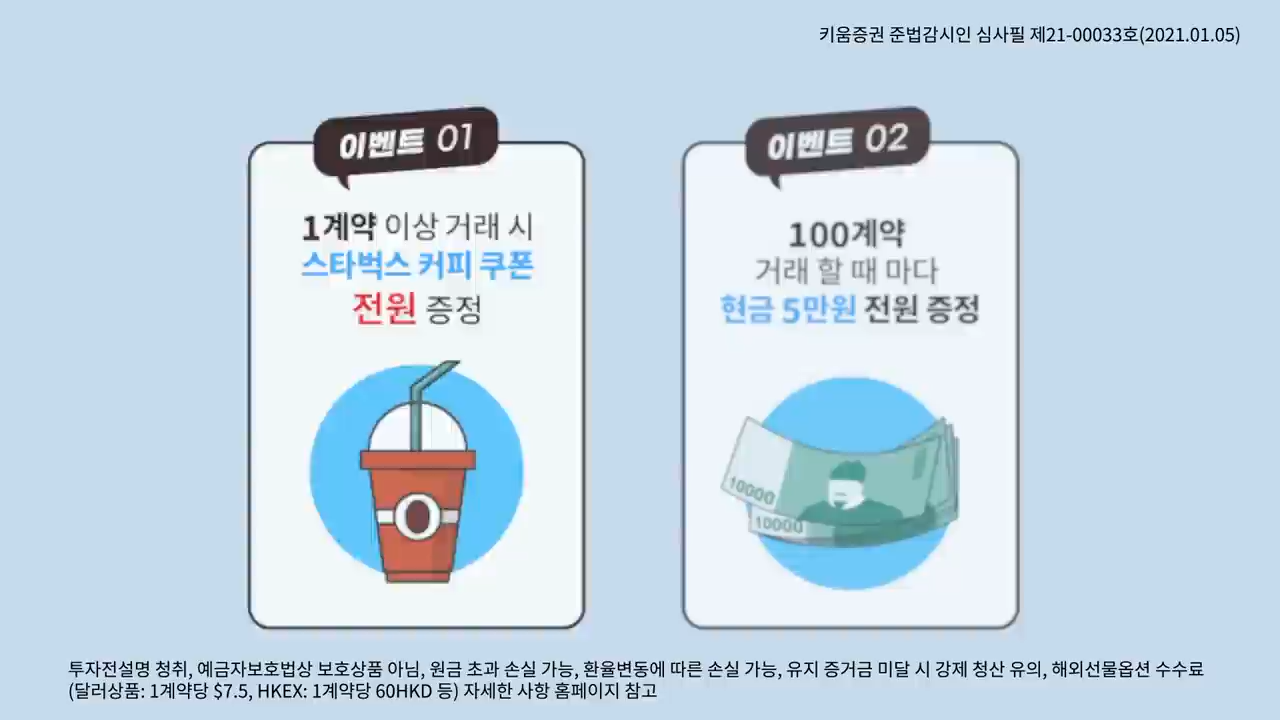 키움증권 준법감시인 심사필 제21-00033호(2021.01.05)
이벤트 01
1계약 이상 거래 시
스타벅스 커피 쿠폰
전원 증정
이벤트 02
100계약
거래 할 때 마다
현금 5만원 전원 증정
10000
10000
투자전설명 청취, 예금자보호법상 보호상품 아님, 원금 초과 손실 가능, 환율변동에 따른 손실 가능, 유지 증거금 미달 시 강제 청산 유의, 해외선물옵션 수수료
(달러상품: 1계약당 $7.5, HKEX: 1계약당 60HKD 등) 자세한 사항 홈페이지 참고